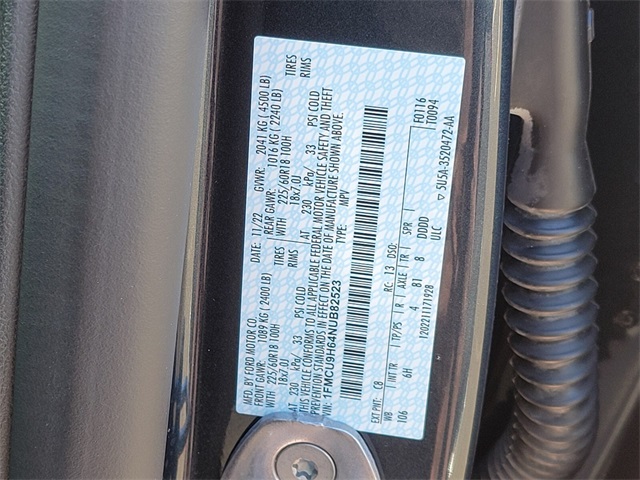 MFD. BY FORD MOTOR CO. DATE: 11/22 GVWR: 2041 KG ( 4500 LB)
FRONT GAWR: 1089 KG (2400 LB) REAR GAWR: 1016 KG ( 2240 LB)
WITH 225/60R18 100H TIRES WITH 225/60R18 100H TIRES
18x7.0J RIMS 18x7.0J RIMS
AT 230 kPa/ 33 PSI COLD AT 230 kPa/ 33 PSI COLD
THIS VEHICLE CONFORMS TO ALL APPLICABLE FEDERAL MOTOR VEHICLE SAFETY AND THEFT
PREVENTION STANDARDS IN EFFECT ON THE DATE OF MANUFACTURE SHOWN ABOVE.
VIN: 1FMCU9H64NUB82523 TYPE: MPV
EXT PNT: C8 RC: 13 DSO: F0116
T0094
WB INT TR TP/PS R AXLE TR SPR
106 6H 4 81 8 DDDD
ULC ▽ 5U5A-3520472-AA
120221117192B